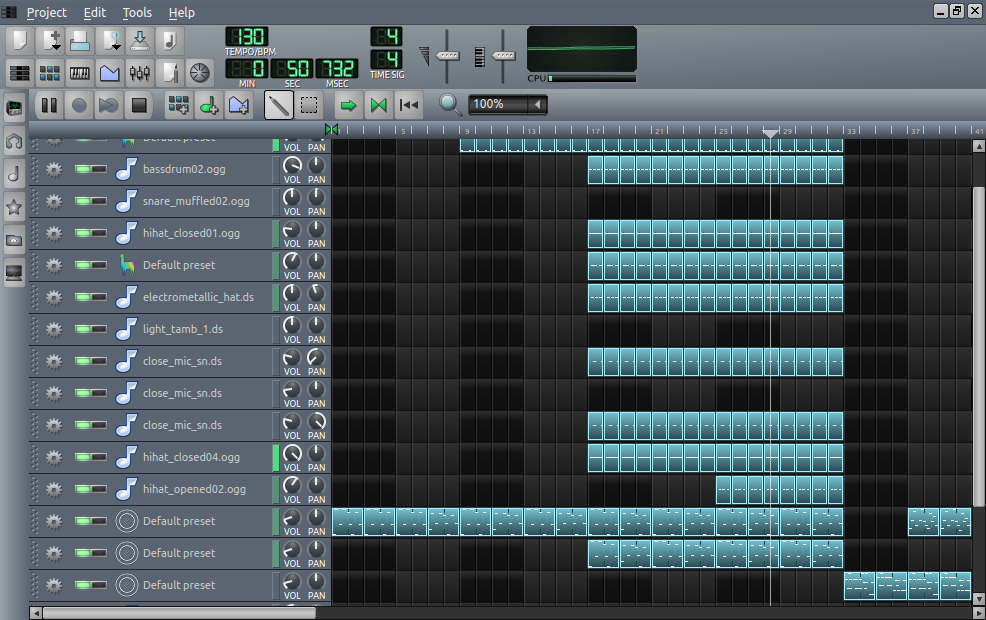 Project Edit Tools Help
130
TEMPO/BPM
4
4
TIME SIG
0 50 732
MIN SEC MSEC
CPU
100%
5 9 13 17 21 25 29 33 37 41
Default preset VOL PAN
bassdrum02.ogg VOL PAN
snare_muffled02.ogg VOL PAN
hihat_closed01.ogg VOL PAN
Default preset VOL PAN
electrometallic_hat.ds VOL PAN
light_tamb_1.ds VOL PAN
close_mic_sn.ds VOL PAN
close_mic_sn.ds VOL PAN
close_mic_sn.ds VOL PAN
hihat_closed04.ogg VOL PAN
hihat_opened02.ogg VOL PAN
Default preset VOL PAN
Default preset VOL PAN
Default preset VOL PAN